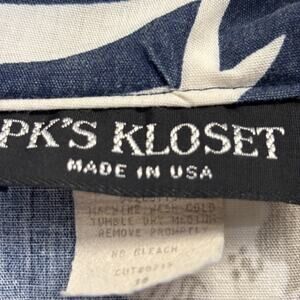 PK'S KLOSET
MADE IN USA
MACHINE WASH COLD
TUMBLE DRY MEDIUM
REMOVE PROMPTLY
NO BLEACH